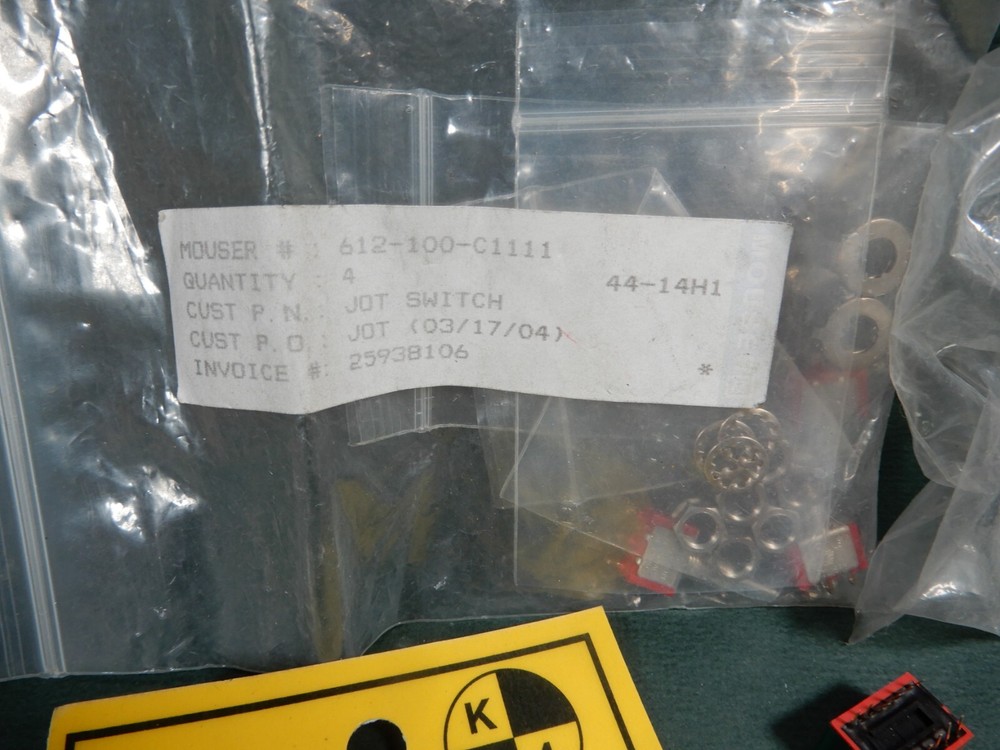 MOUSER # : 612-100-C1111
QUANTITY : 4 44-14H1
CUST P.N. : JOT SWITCH
CUST P.O : JOT (03/17/04)
INVOICE #: 25938106 *
K